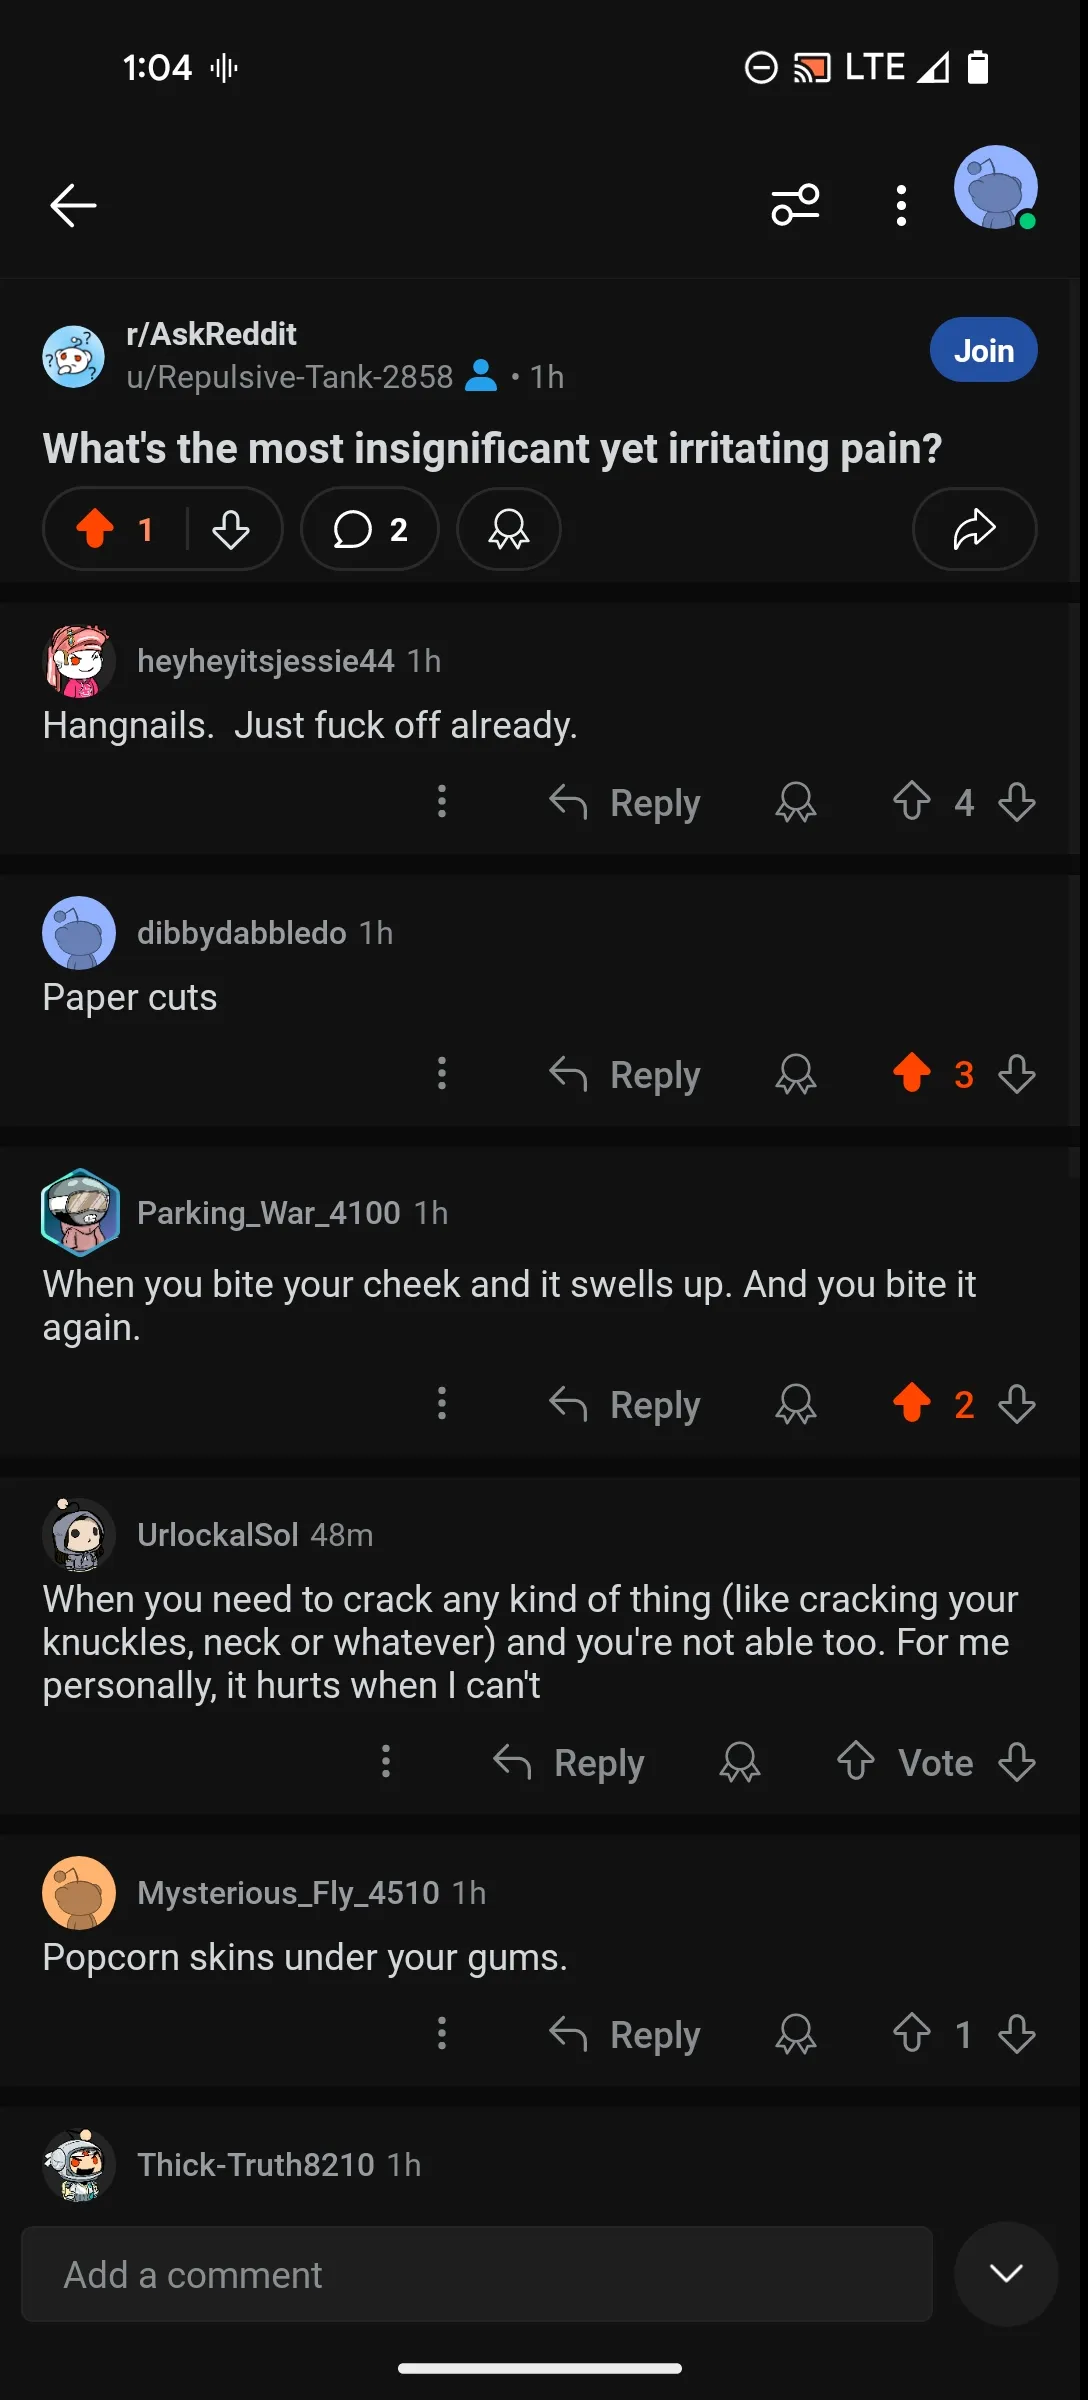 1:04 LTE
r/AskReddit
u/Repulsive-Tank-2858 • 1h
Join
What's the most insignificant yet irritating pain?
1 2
heyheyitsjessie44 1h
Hangnails.  Just fuck off already.
Reply 4
dibbydabbledo 1h
Paper cuts
Reply 3
Parking_War_4100 1h
When you bite your cheek and it swells up. And you bite it
again.
Reply 2
UrlockalSol 48m
When you need to crack any kind of thing (like cracking your
knuckles, neck or whatever) and you're not able too. For me
personally, it hurts when I can't
Reply Vote
Mysterious_Fly_4510 1h
Popcorn skins under your gums.
Reply 1
Thick-Truth8210 1h
Add a comment